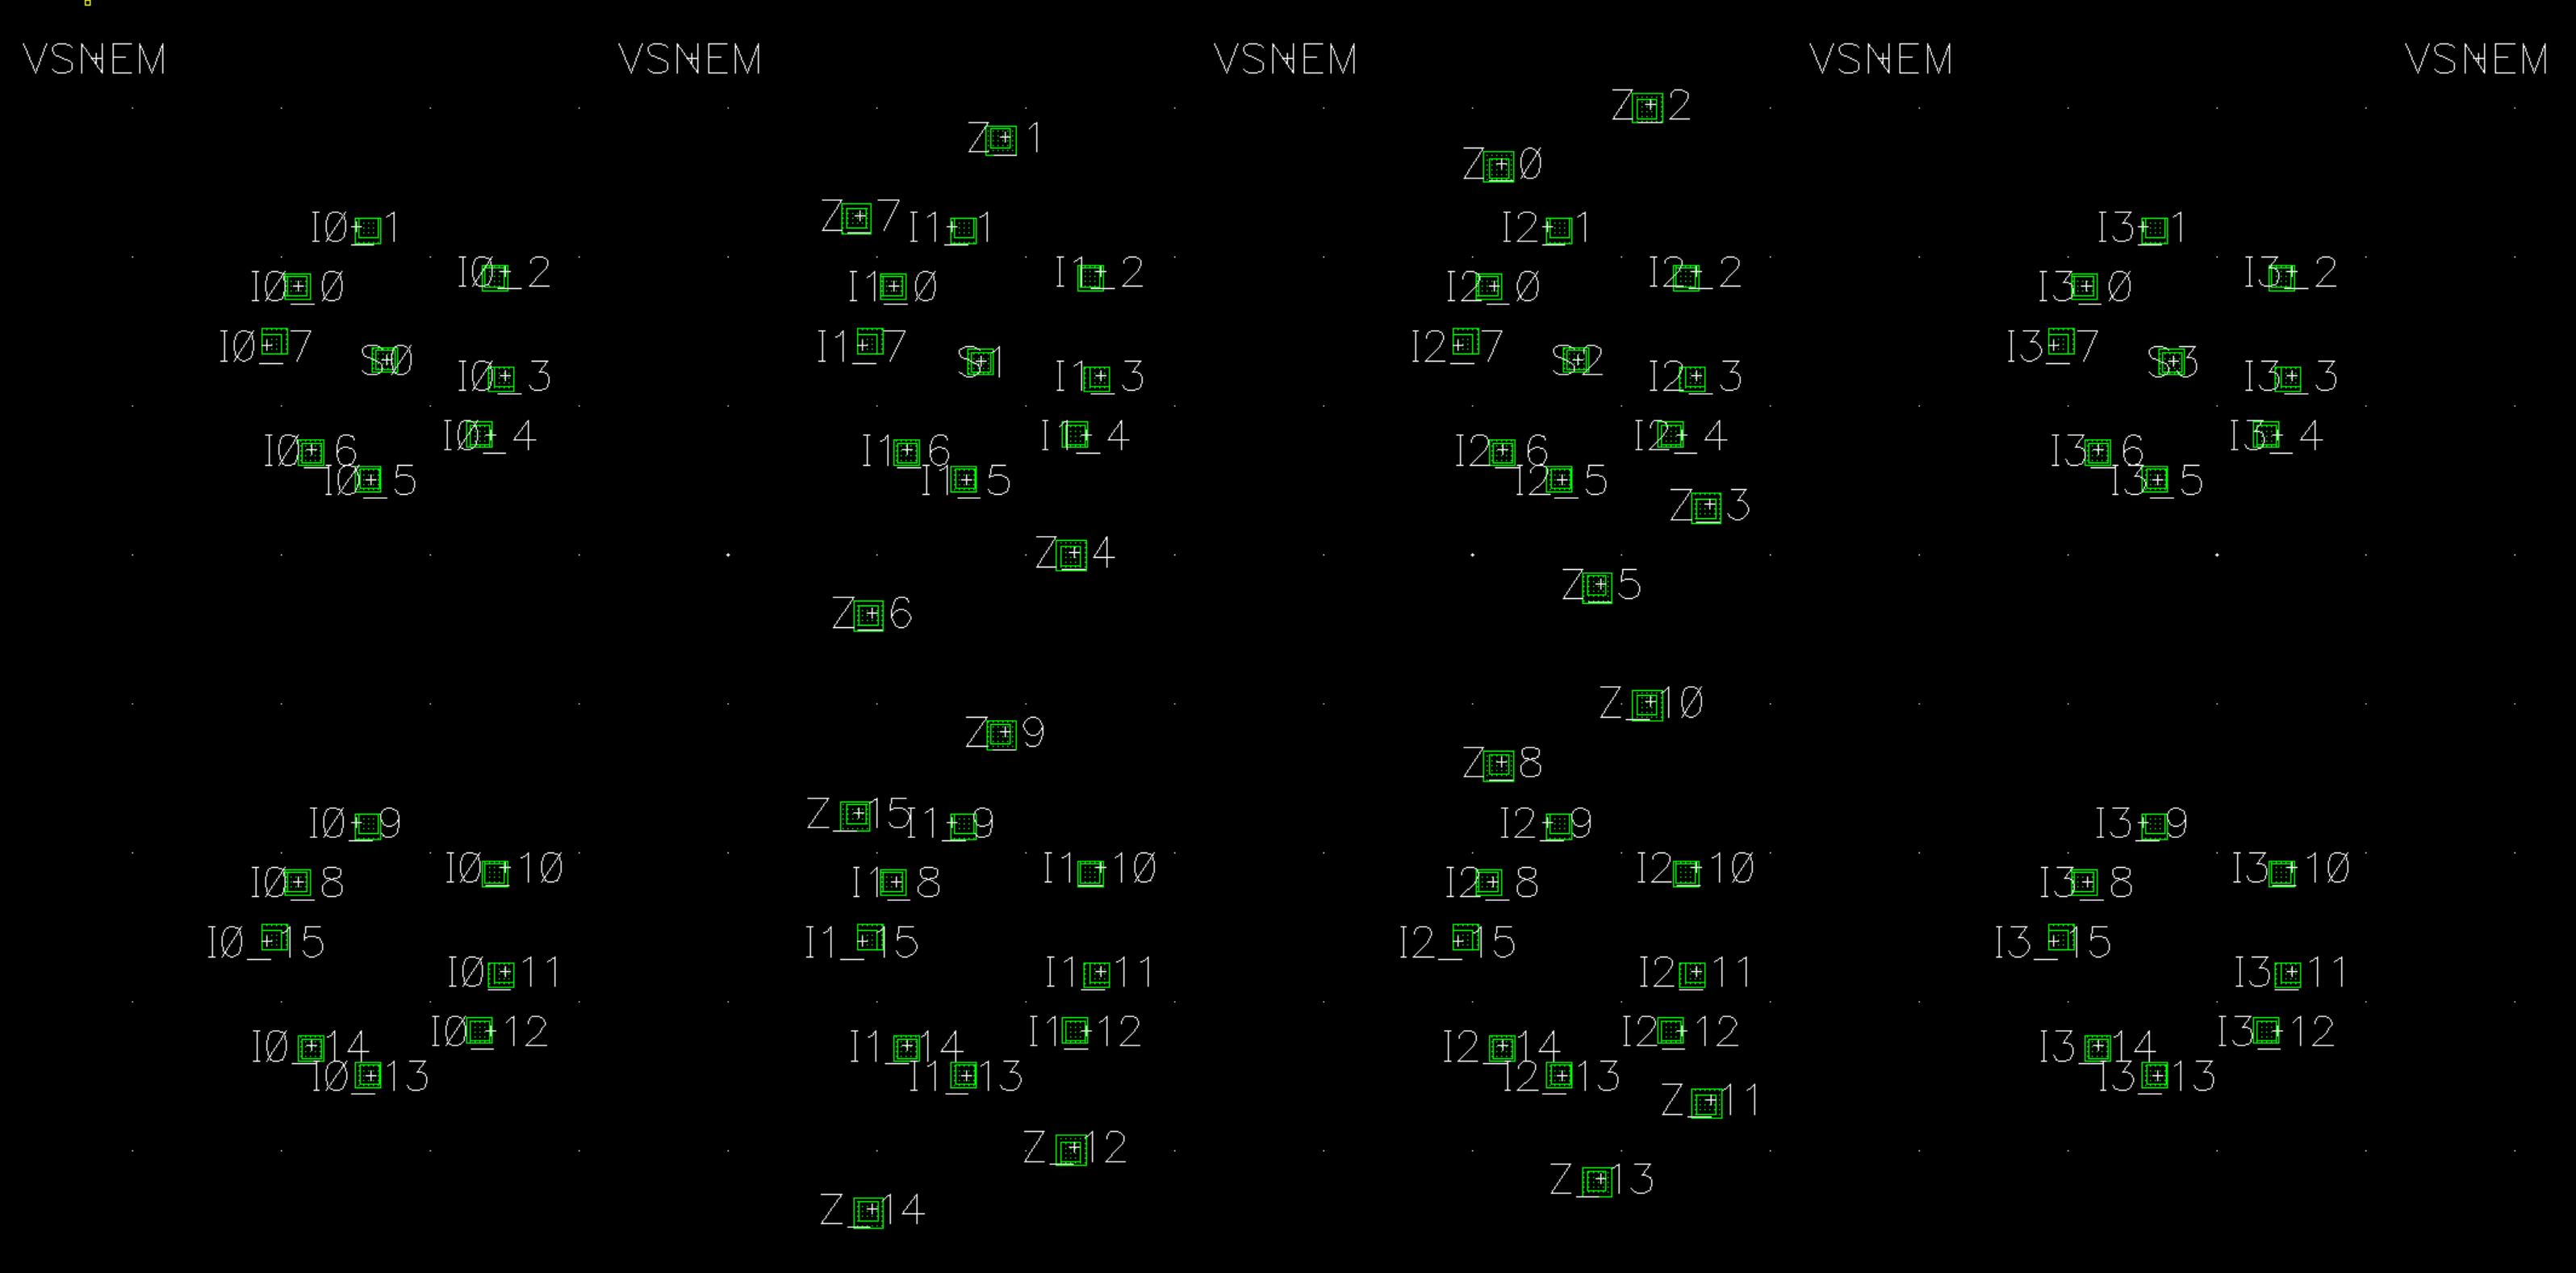 VSNEM VSNEM VSNEM VSNEM VSNEM
Z_2
Z_1
Z_0
Z_7
I0_1 I1_1 I2_1 I3_1
I0_2 I1_2 I2_2 I3_2
I0_0 I1_0 I2_0 I3_0
I0_7 I1_7 I2_7 I3_7
S0 S1 S2 S3
I0_3 I1_3 I2_3 I3_3
I0_4 I1_4 I2_4 I3_4
I0_6 I1_6 I2_6 I3_6
I0_5 I1_5 I2_5 I3_5
Z_3
Z_4
Z_5
Z_6
Z_10
Z_9
Z_8
Z_15
I0_9 I1_9 I2_9 I3_9
I0_10 I1_10 I2_10 I3_10
I0_8 I1_8 I2_8 I3_8
I0_15 I1_15 I2_15 I3_15
I0_11 I1_11 I2_11 I3_11
I0_12 I1_12 I2_12 I3_12
I0_14 I1_14 I2_14 I3_14
I0_13 I1_13 I2_13 I3_13
Z_11
Z_12
Z_13
Z_14